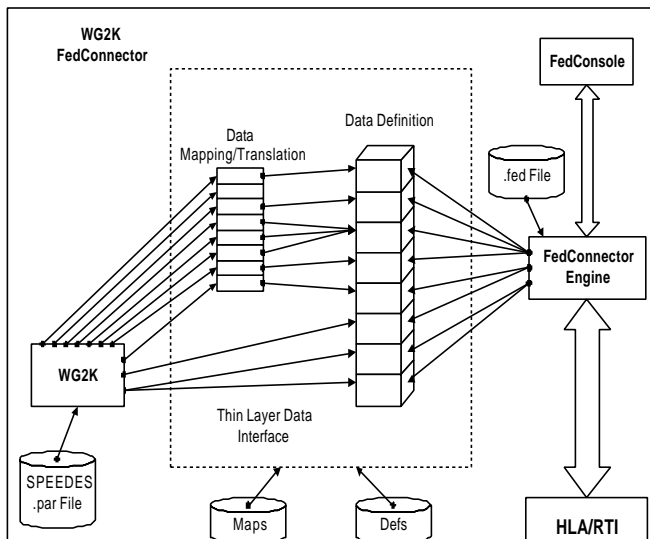 WG2K
FedConnector
FedConsole
Data
Mapping/Translation
Data Definition
.fed File
FedConnector
Engine
WG2K
Thin Layer Data
Interface
SPEEDES
.par File
Maps
Defs
HLA/RTI